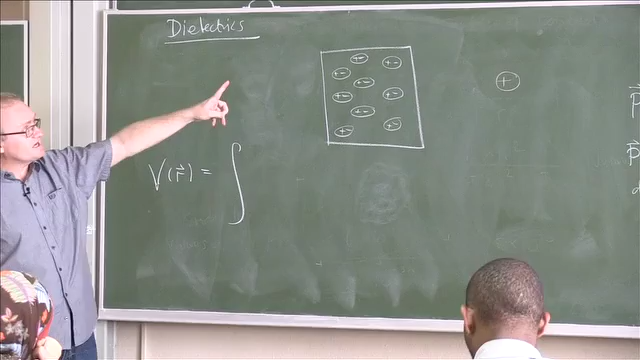 Dielectrics
+ -
+ -
+ -
+ -
+ -
+ -
+ -
+ -
+ -
+
V(r⃗) = ∫
p⃗
p⃗